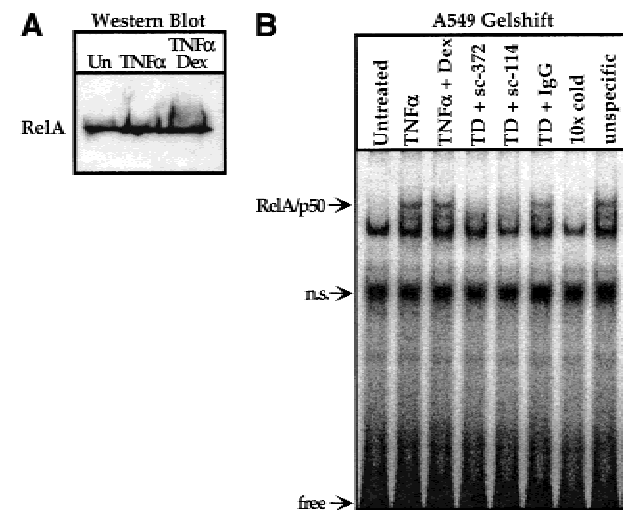 A
Western Blot
TNFα
Un TNFα Dex
RelA
B
A549 Gelshift
Untreated
TNFα
TNFα + Dex
TD + sc-372
TD + sc-114
TD + IgG
10x cold
unspecific
RelA/p50
n.s.
free